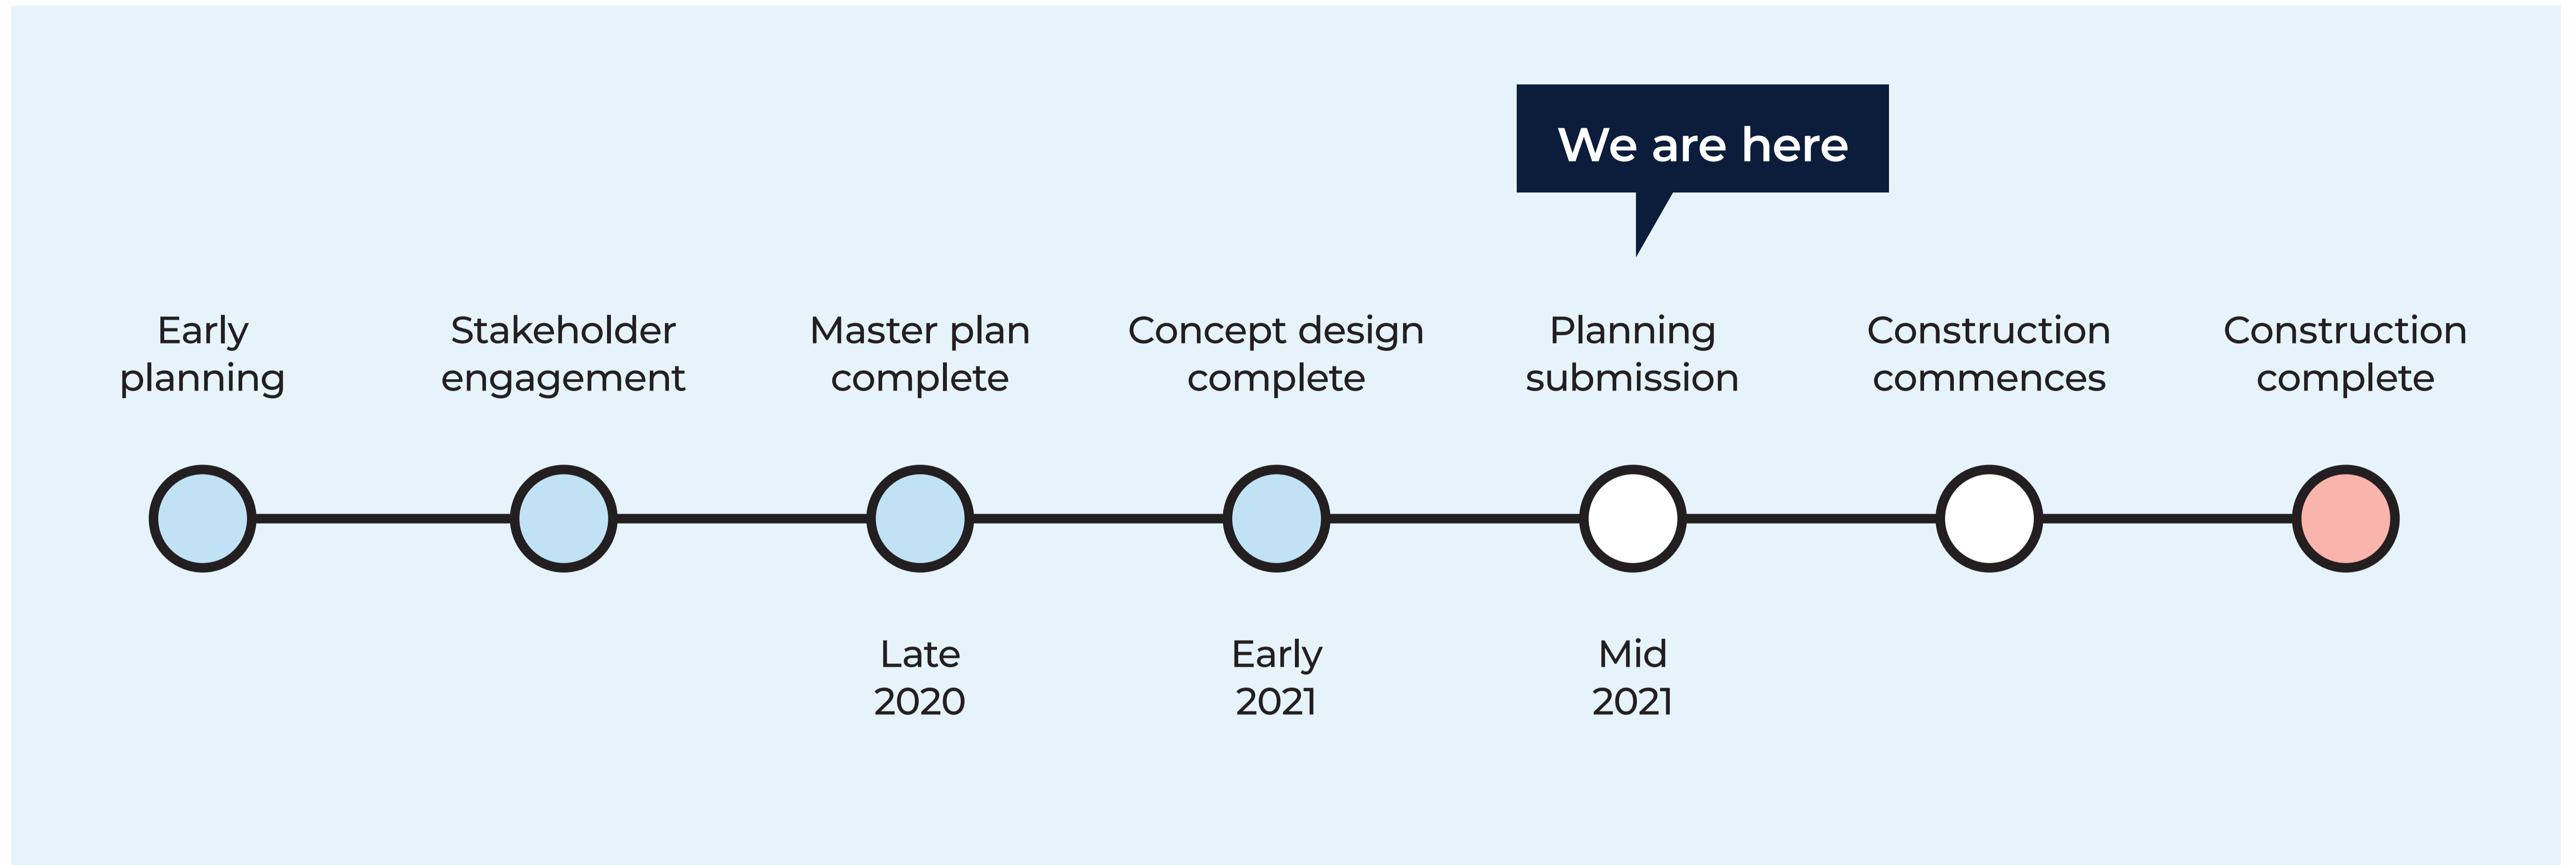 We are here
Early
planning
Stakeholder
engagement
Master plan
complete
Concept design
complete
Planning
submission
Construction
commences
Construction
complete
Late
2020
Early
2021
Mid
2021